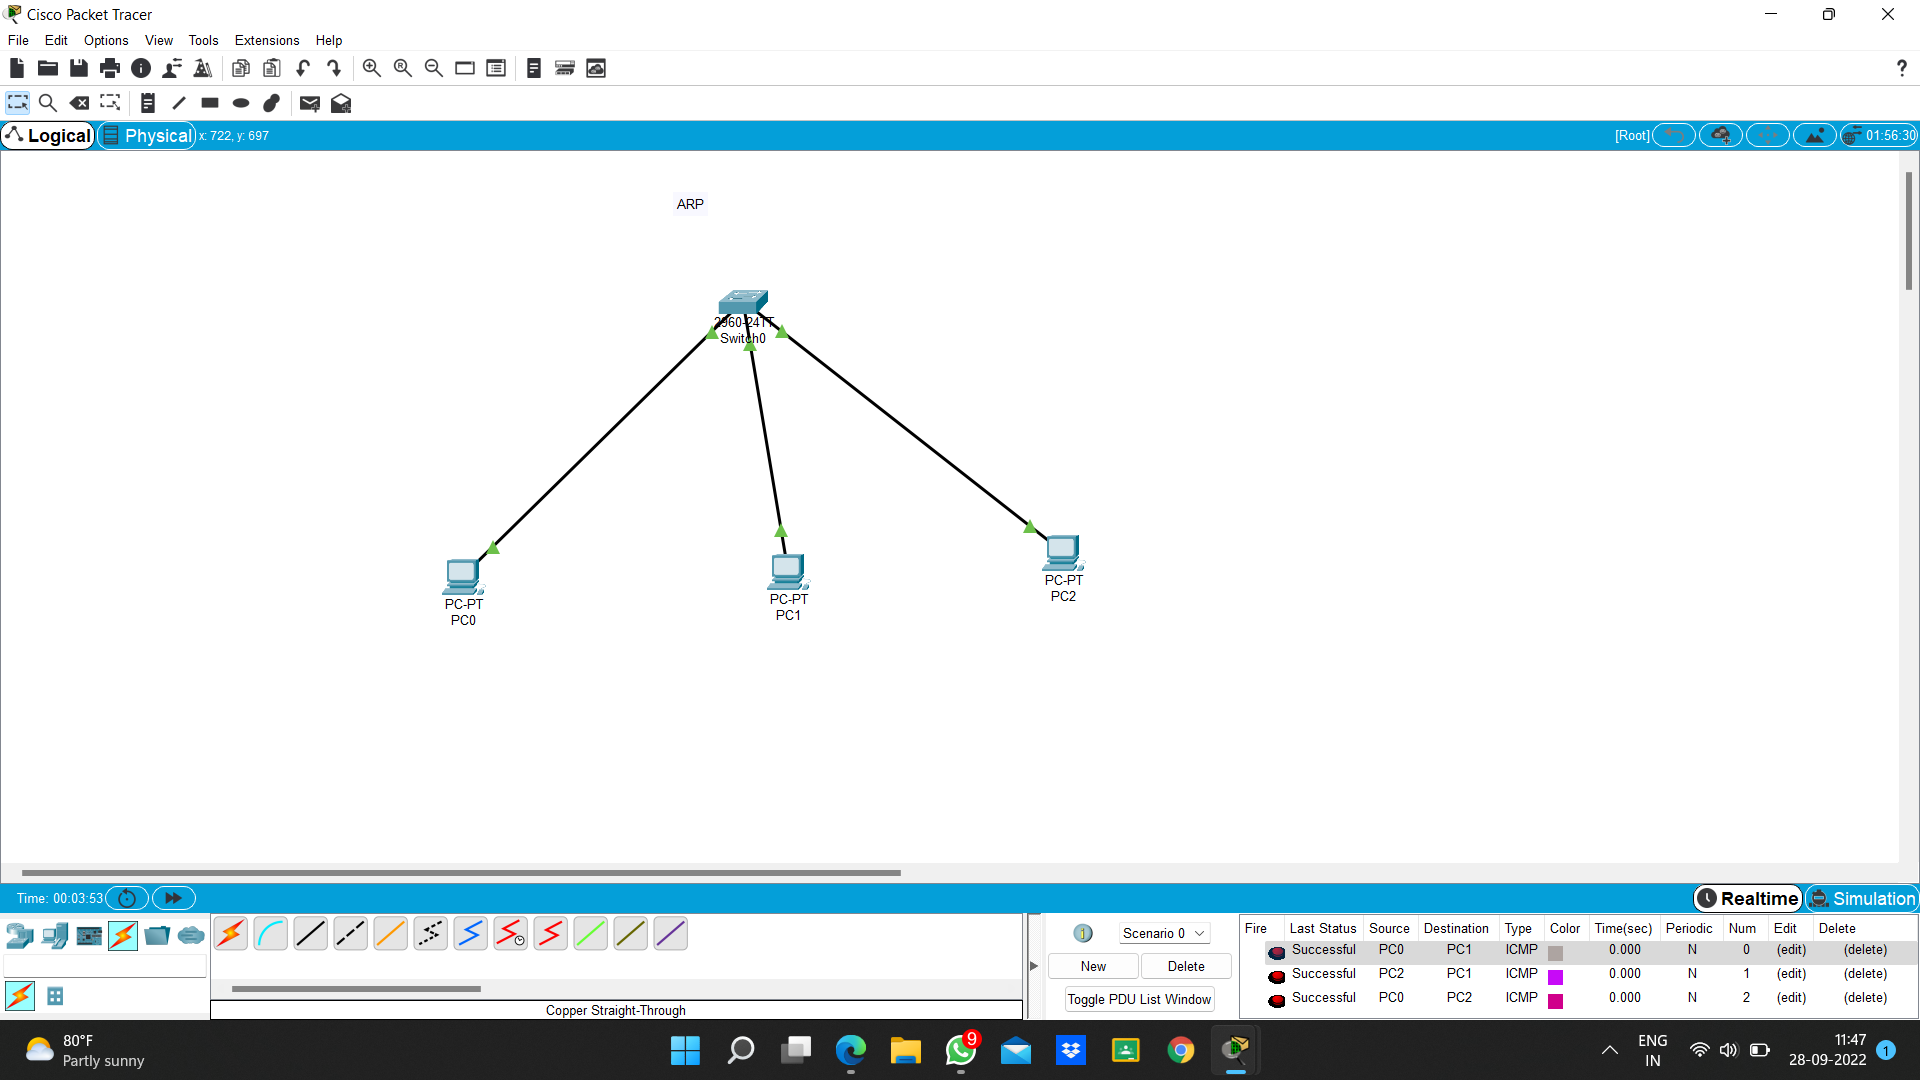 Cisco Packet Tracer
File Edit Options View Tools Extensions Help
Logical Physical x: 722, y: 697 [Root] 01:56:30
ARP
2960-24TT
Switch0
PC-PT
PC0
PC-PT
PC1
PC-PT
PC2
Time: 00:03:53 Realtime Simulation
Scenario 0
New Delete
Toggle PDU List Window
Copper Straight-Through
Fire Last Status Source Destination Type Color Time(sec) Periodic Num Edit Delete
Successful PC0 PC1 ICMP 0.000 N 0 (edit) (delete)
Successful PC2 PC1 ICMP 0.000 N 1 (edit) (delete)
Successful PC0 PC2 ICMP 0.000 N 2 (edit) (delete)
80°F
Partly sunny
9
ENG
IN
11:47
28-09-2022
1